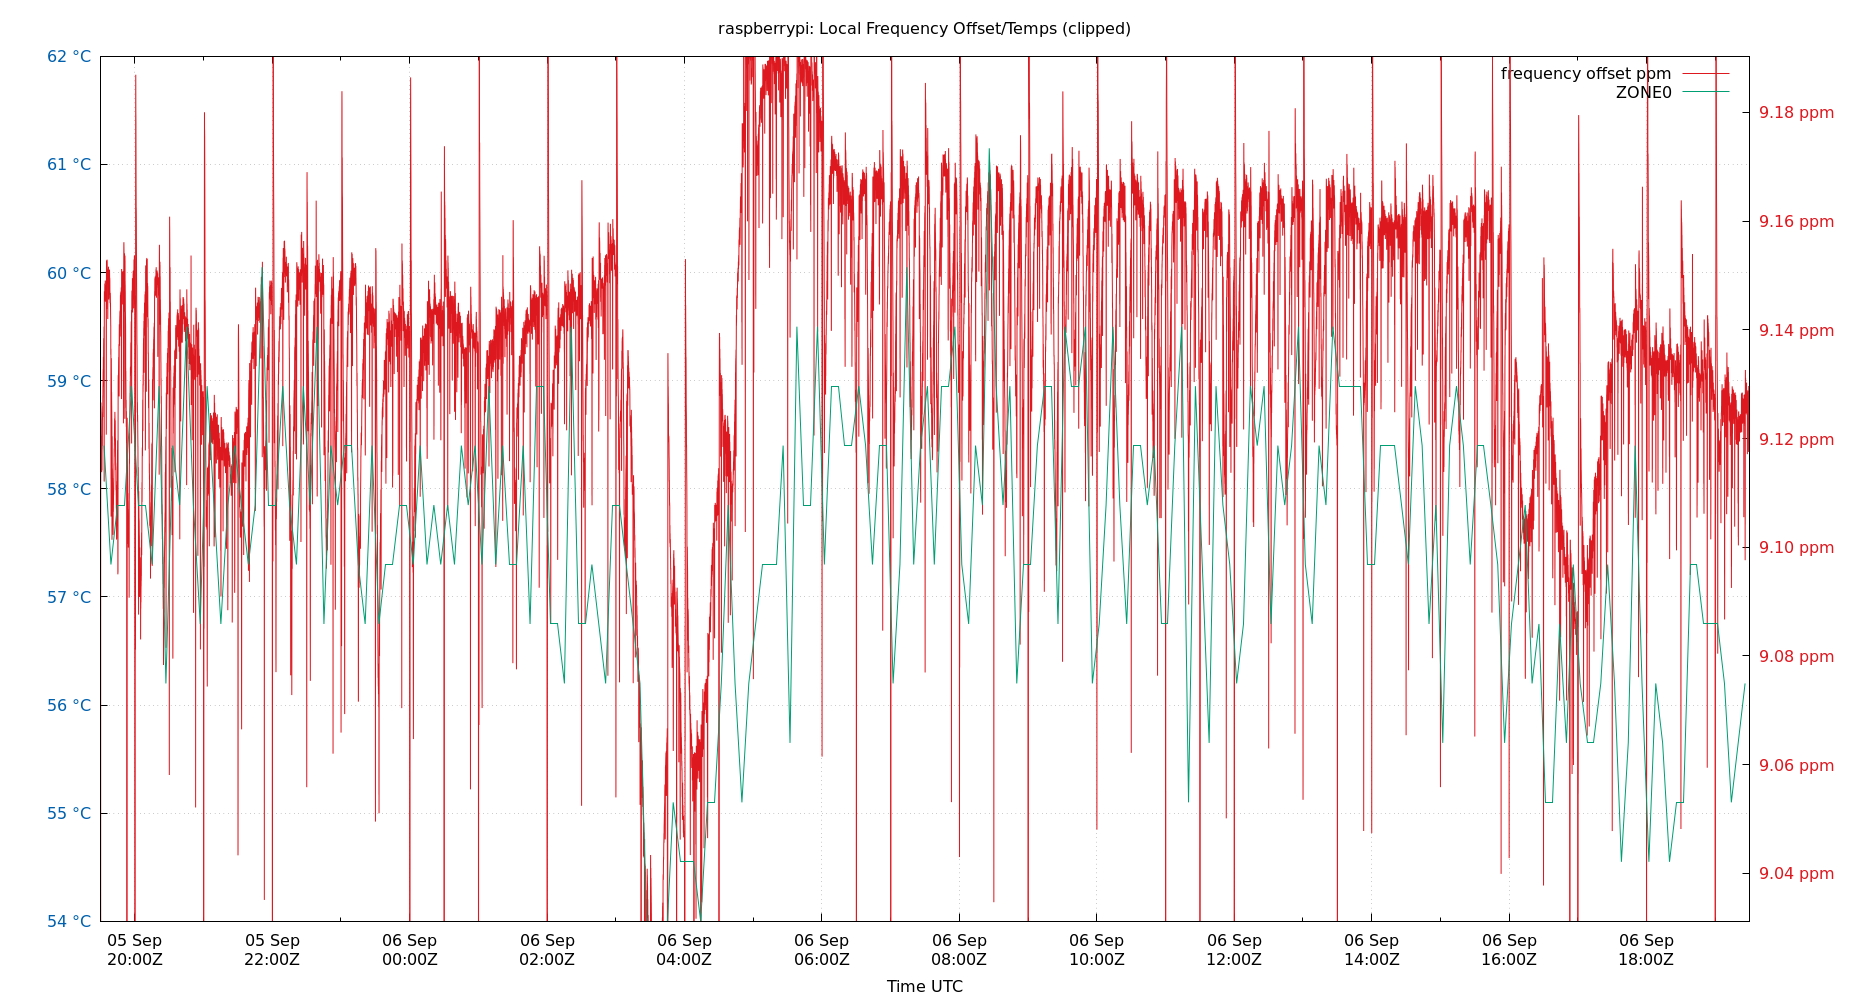 raspberrypi: Local Frequency Offset/Temps (clipped)
frequency offset ppm
ZONE0
62 °C
61 °C
60 °C
59 °C
58 °C
57 °C
56 °C
55 °C
54 °C
9.18 ppm
9.16 ppm
9.14 ppm
9.12 ppm
9.10 ppm
9.08 ppm
9.06 ppm
9.04 ppm
05 Sep 05 Sep 06 Sep 06 Sep 06 Sep 06 Sep 06 Sep 06 Sep 06 Sep 06 Sep 06 Sep 06 Sep
20:00Z 22:00Z 00:00Z 02:00Z 04:00Z 06:00Z 08:00Z 10:00Z 12:00Z 14:00Z 16:00Z 18:00Z
Time UTC